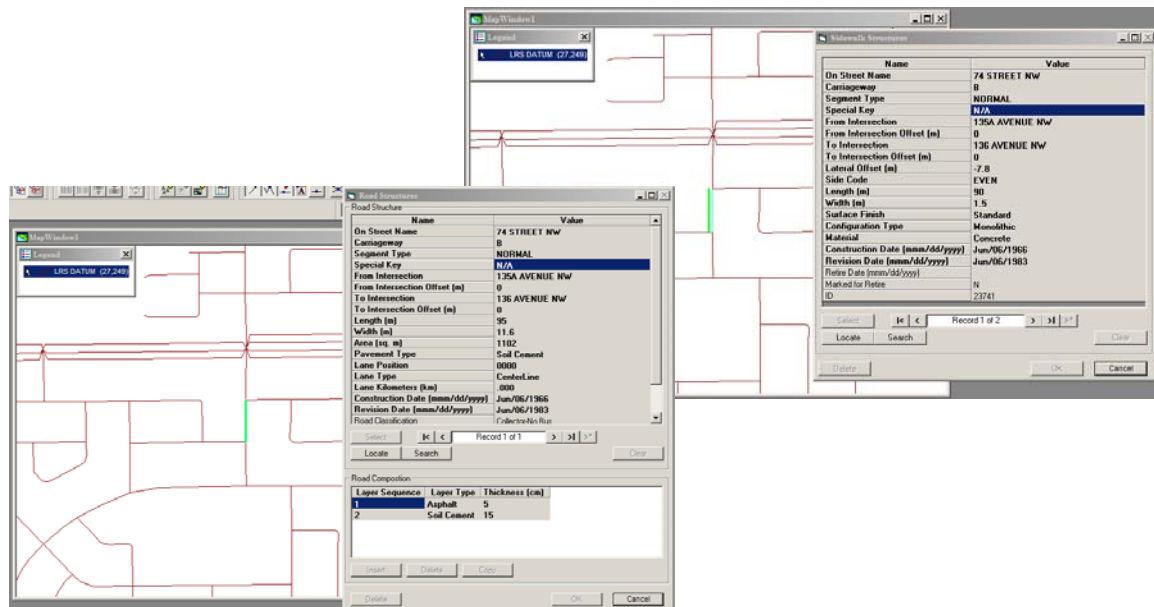 MapWindow1
Legend
LRS DATUM (27,249)
Sidewalk Structures
Name Value
On Street Name 74 STREET NW
Carriageway B
Segment Type NORMAL
Special Key N/A
From Intersection 135A AVENUE NW
From Intersection Offset (m) 0
To Intersection 136 AVENUE NW
To Intersection Offset (m) 0
Lateral Offset (m) -7.8
Side Code EVEN
Length (m) 90
Width (m) 1.5
Surface Finish Standard
Configuration Type Monolithic
Material Concrete
Construction Date (mmm/dd/yyyy) Jun/06/1966
Revision Date (mmm/dd/yyyy) Jun/06/1983
Retire Date (mmm/dd/yyyy)
Marked for Retire N
ID 23741
Select Record 1 of 2 Clear
Locate Search
Delete OK Cancel
MapWindow1
Legend
LRS DATUM (27,249)
Road Structures
Road Structure
Name Value
On Street Name 74 STREET NW
Carriageway B
Segment Type NORMAL
Special Key N/A
From Intersection 135A AVENUE NW
From Intersection Offset (m) 0
To Intersection 136 AVENUE NW
To Intersection Offset (m) 0
Length (m) 95
Width (m) 11.6
Area (sq. m) 1102
Pavement Type Soil Cement
Lane Position 0000
Lane Type CenterLine
Lane Kilometers (km) .000
Construction Date (mmm/dd/yyyy) Jun/06/1966
Revision Date (mmm/dd/yyyy) Jun/06/1983
Road Classification Collector-No Bus
Select Record 1 of 1 Clear
Locate Search
Road Compostion
Layer Sequence Layer Type Thickness (cm)
1 Asphalt 5
2 Soil Cement 15
Insert Delete Copy
Delete OK Cancel